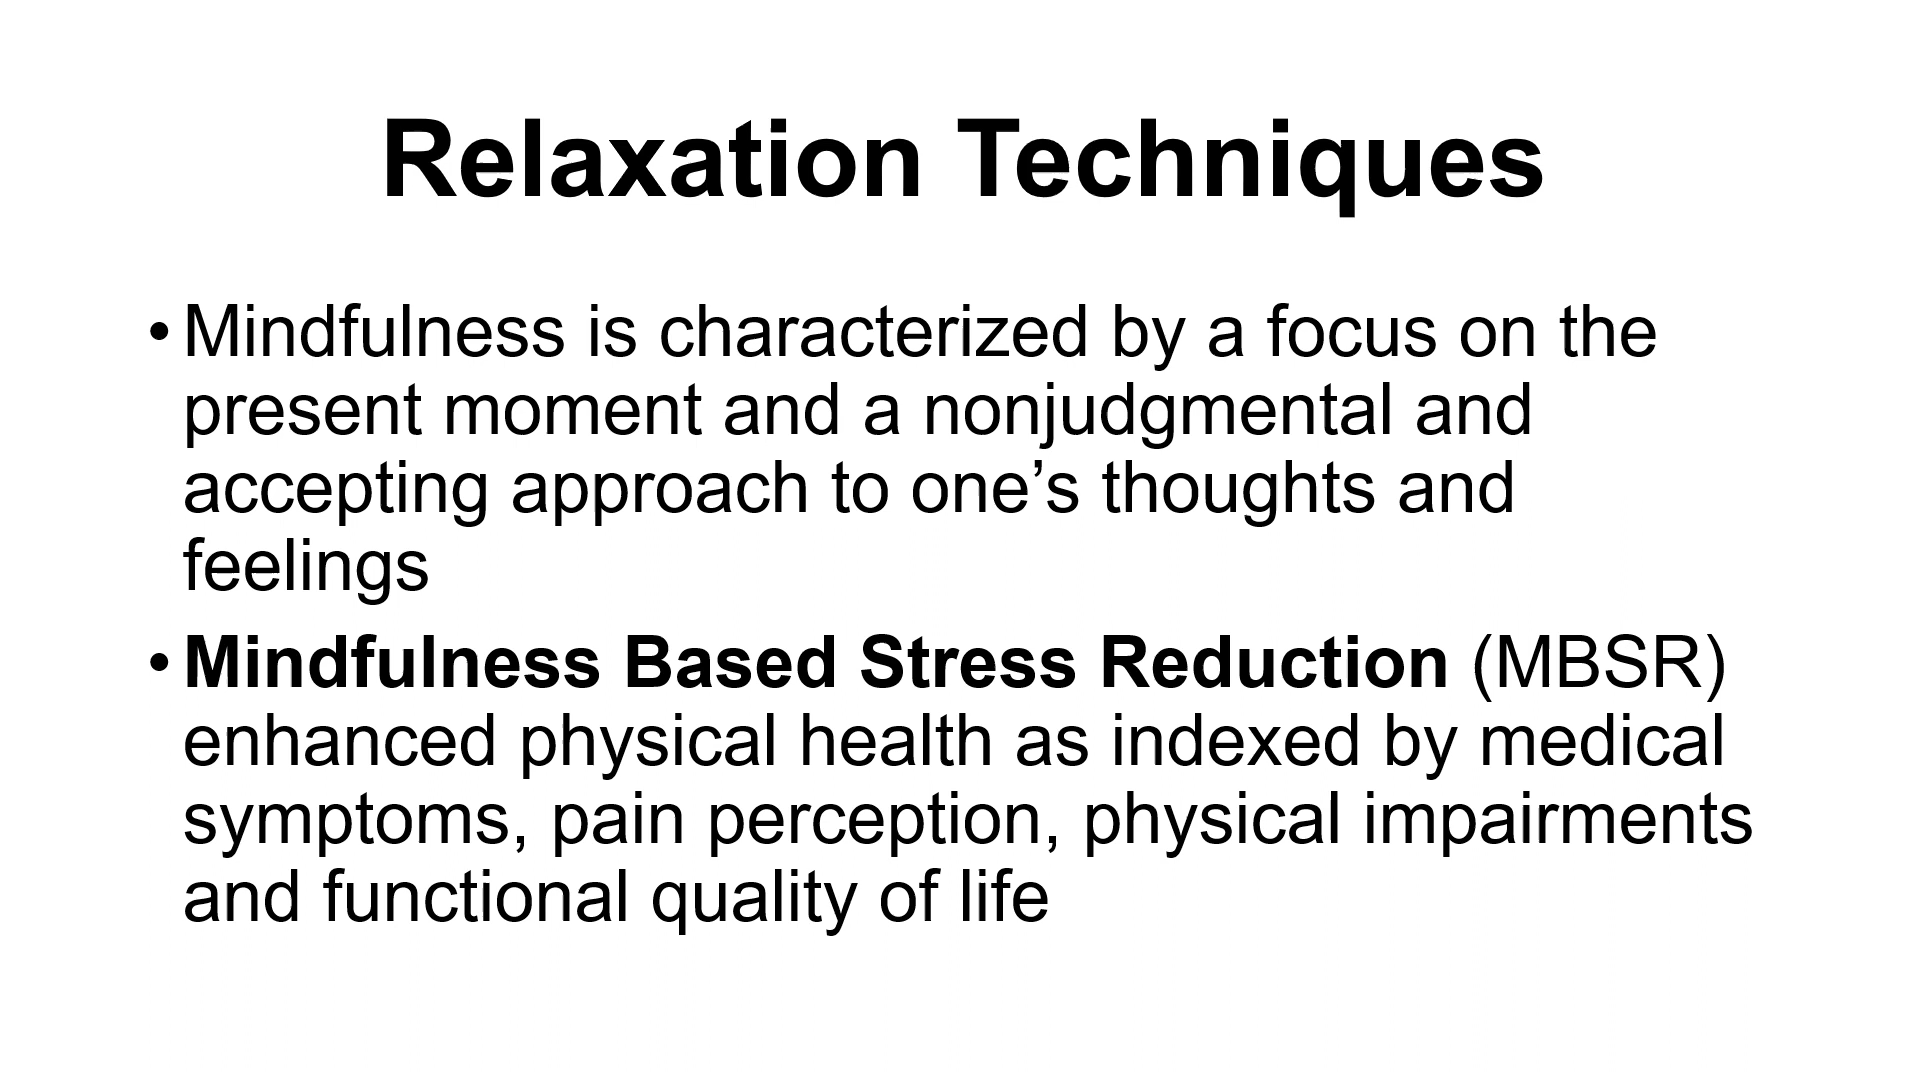 Relaxation Techniques
• Mindfulness is characterized by a focus on the
present moment and a nonjudgmental and
accepting approach to one’s thoughts and
feelings
• Mindfulness Based Stress Reduction (MBSR)
enhanced physical health as indexed by medical
symptoms, pain perception, physical impairments
and functional quality of life